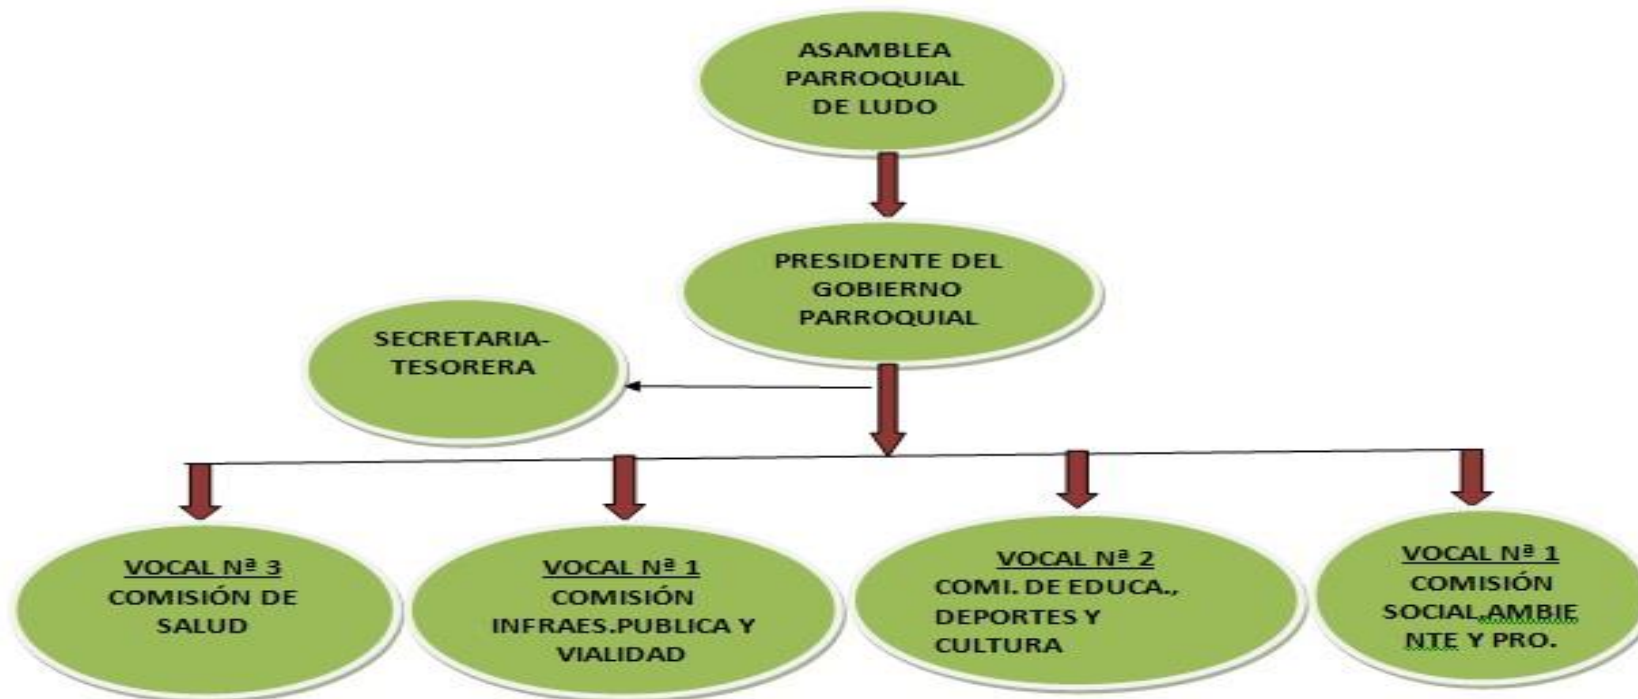 ASAMBLEA
PARROQUIAL
DE LUDO
PRESIDENTE DEL
GOBIERNO
PARROQUIAL
SECRETARIA-
TESORERA
VOCAL Nª 3
COMISIÓN DE
SALUD
VOCAL Nª 1
COMISIÓN
INFRAES.PUBLICA Y
VIALIDAD
VOCAL Nª 2
COMI. DE EDUCA.,
DEPORTES Y
CULTURA
VOCAL Nª 1
COMISIÓN
SOCIAL.AMBIE
NTE Y PRO.